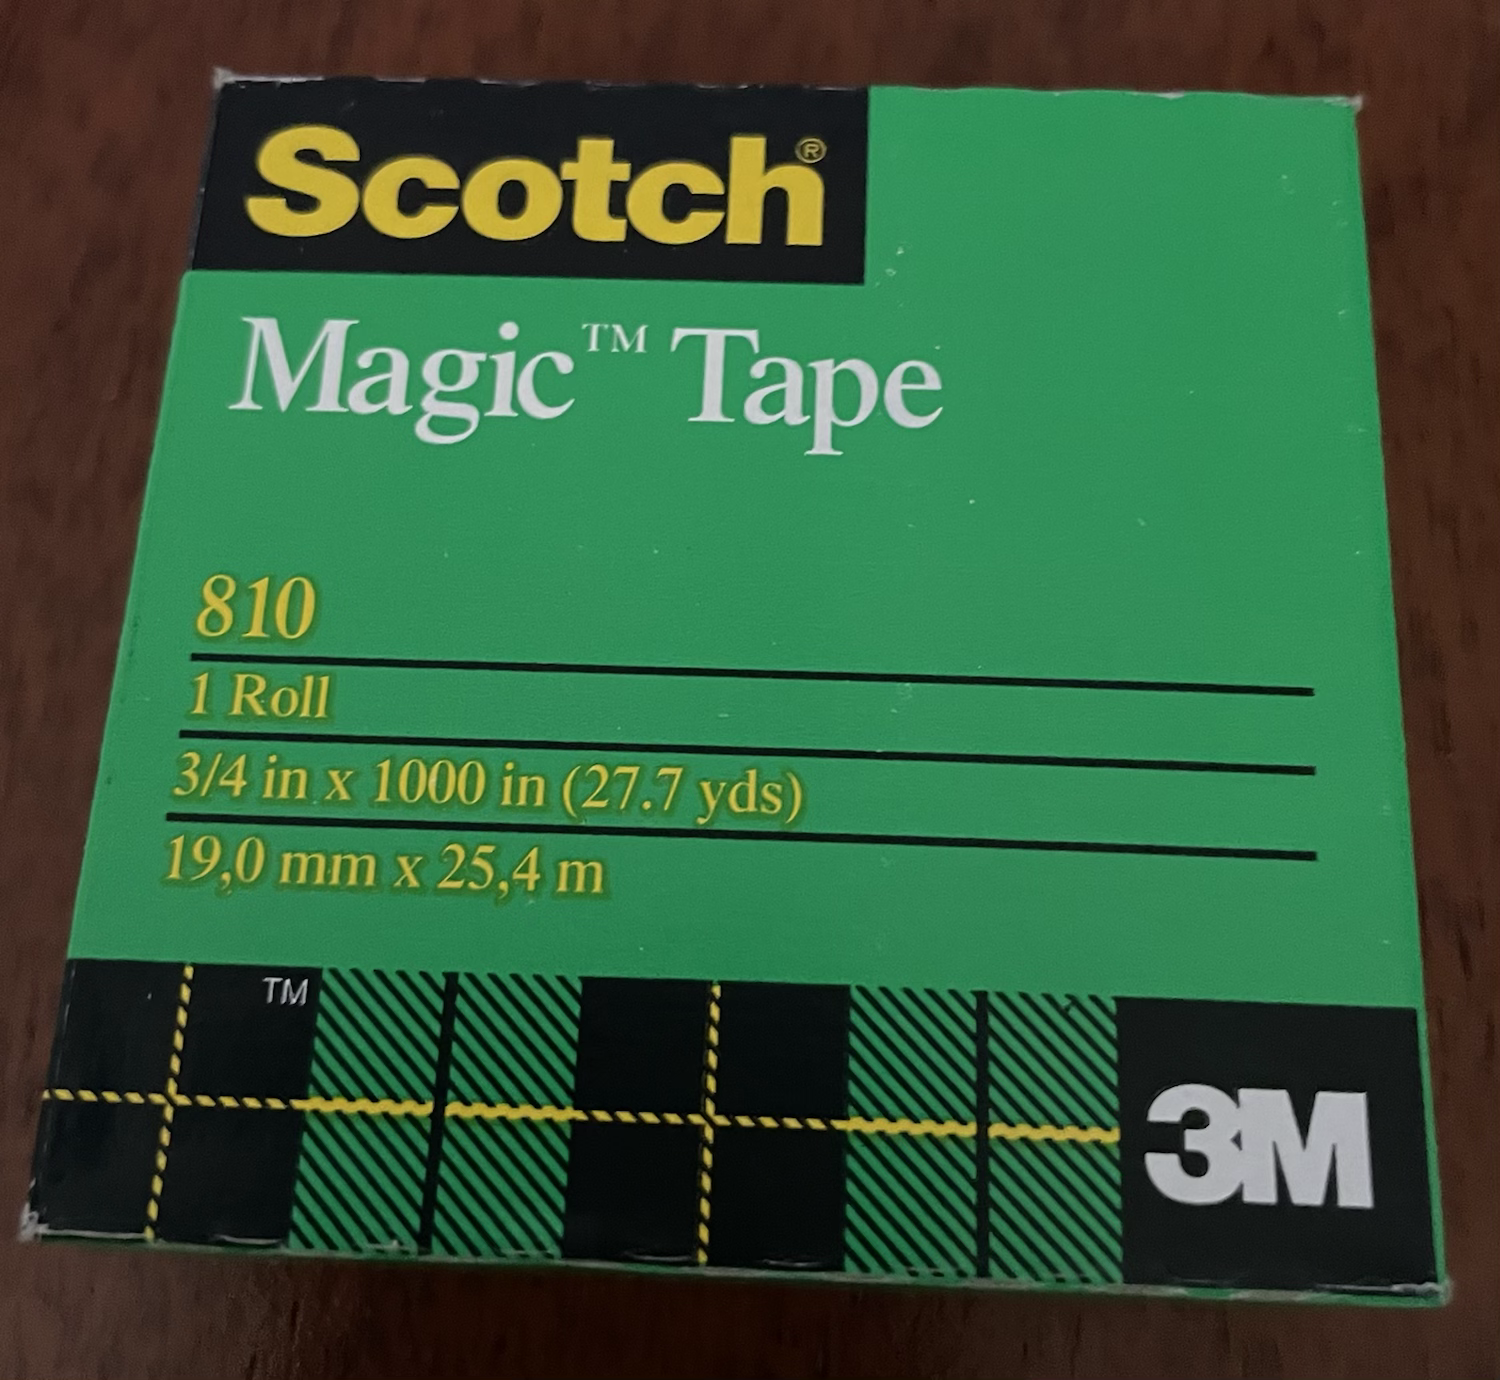 Scotch®
Magic™ Tape
810
1 Roll
3/4 in x 1000 in (27.7 yds)
19,0 mm x 25,4 m
TM
3M